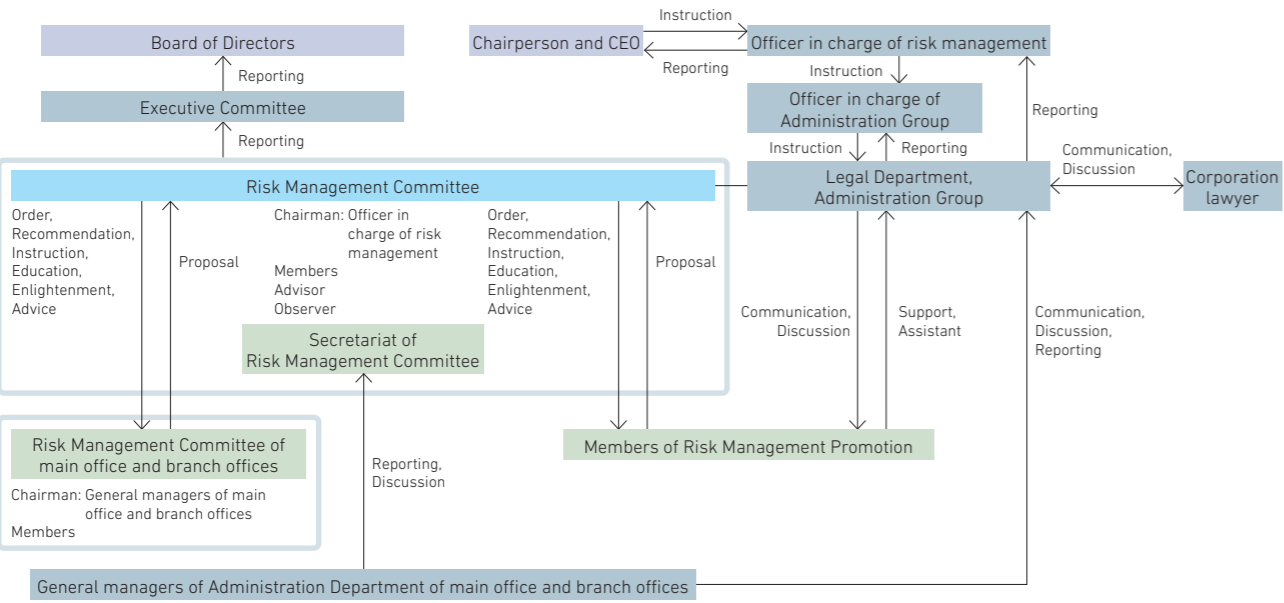 Instruction
Board of Directors
Chairperson and CEO
Officer in charge of risk management
Reporting
Reporting
Instruction
Executive Committee
Officer in charge of
Administration Group
Reporting
Reporting
Instruction
Reporting
Communication,
Discussion
Risk Management Committee
Legal Department,
Administration Group
Corporation
lawyer
Order,
Recommendation,
Instruction,
Education,
Enlightenment,
Advice
Proposal
Chairman: Officer in
charge of risk
management
Members
Advisor
Observer
Order,
Recommendation,
Instruction,
Education,
Enlightenment,
Advice
Proposal
Communication,
Discussion
Support,
Assistant
Communication,
Discussion,
Reporting
Secretariat of
Risk Management Committee
Risk Management Committee of
main office and branch offices
Members of Risk Management Promotion
Chairman: General managers of main
office and branch offices
Members
Reporting,
Discussion
General managers of Administration Department of main office and branch offices